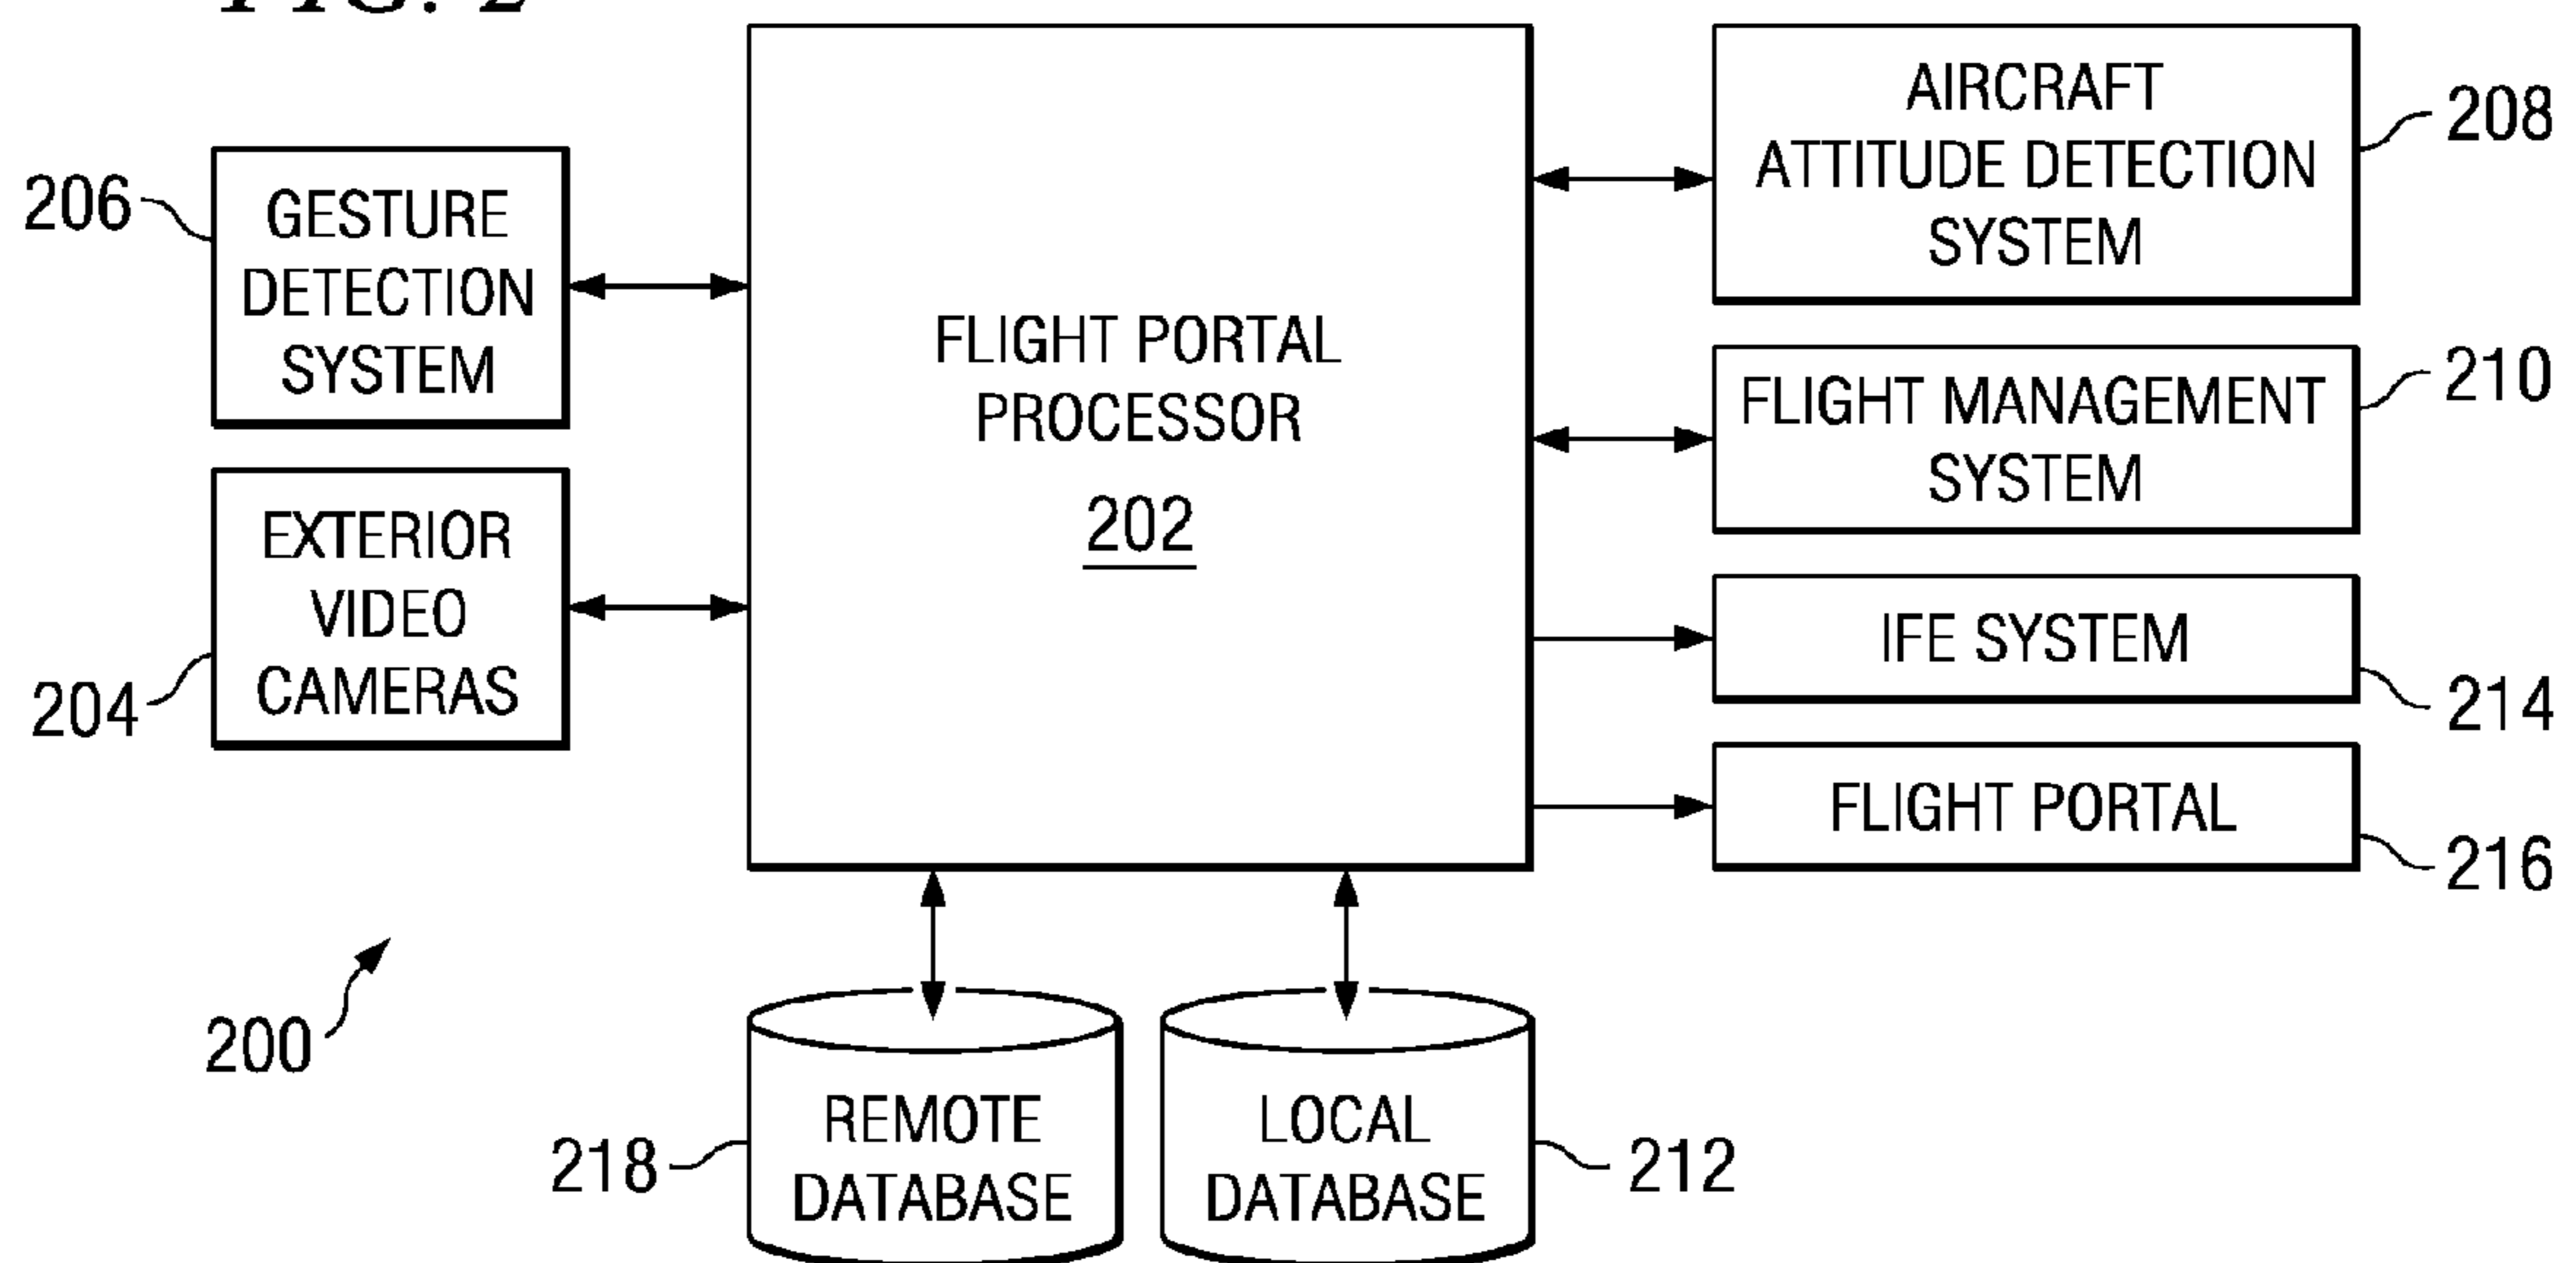 FIG. 2
206
GESTURE
DETECTION
SYSTEM
EXTERIOR
VIDEO
CAMERAS
204
FLIGHT PORTAL
PROCESSOR
202
AIRCRAFT
ATTITUDE DETECTION
SYSTEM
208
FLIGHT MANAGEMENT
SYSTEM
210
IFE SYSTEM
214
FLIGHT PORTAL
216
200
218
REMOTE
DATABASE
LOCAL
DATABASE
212